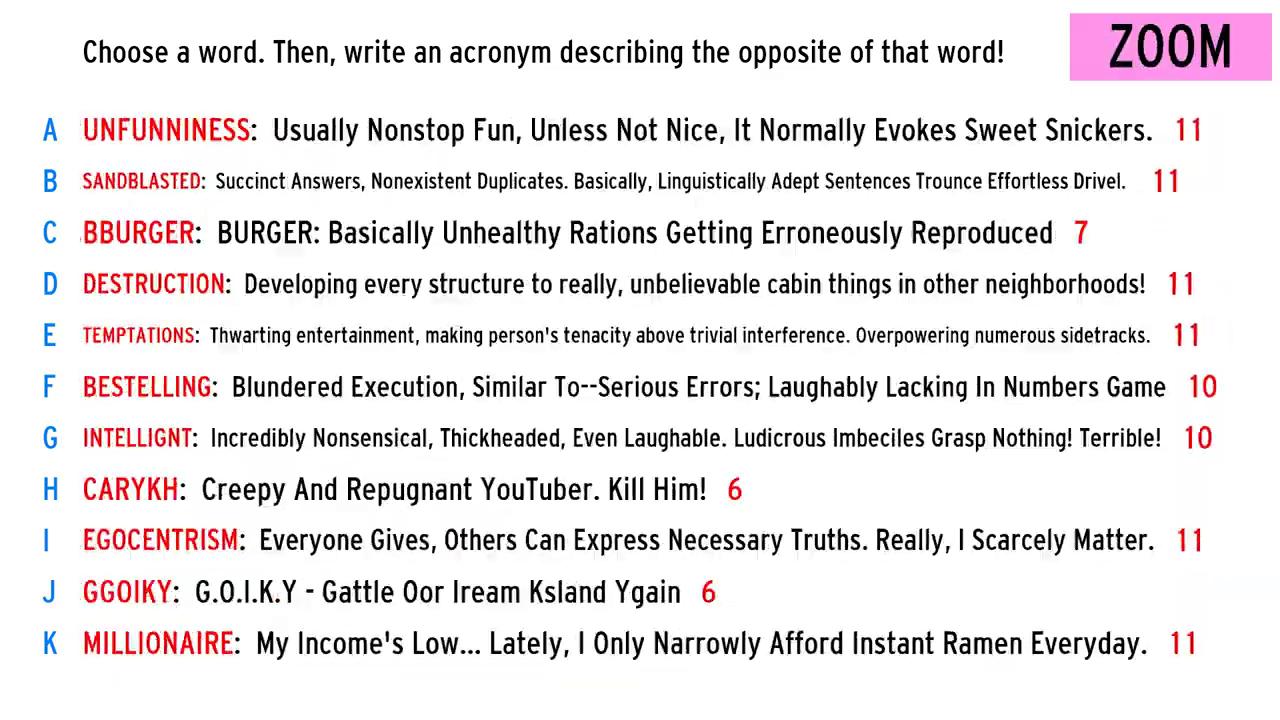 Choose a word. Then, write an acronym describing the opposite of that word!
ZOOM
A UNFUNNINESS: Usually Nonstop Fun, Unless Not Nice, It Normally Evokes Sweet Snickers. 11
B SANDBLASTED: Succinct Answers, Nonexistent Duplicates. Basically, Linguistically Adept Sentences Trounce Effortless Drivel. 11
C BBURGER: BURGER: Basically Unhealthy Rations Getting Erroneously Reproduced 7
D DESTRUCTION: Developing every structure to really, unbelievable cabin things in other neighborhoods! 11
E TEMPTATIONS: Thwarting entertainment, making person's tenacity above trivial interference. Overpowering numerous sidetracks. 11
F BESTELLING: Blundered Execution, Similar To--Serious Errors; Laughably Lacking In Numbers Game 10
G INTELLIGNT: Incredibly Nonsensical, Thickheaded, Even Laughable. Ludicrous Imbeciles Grasp Nothing! Terrible! 10
H CARYKH: Creepy And Repugnant YouTuber. Kill Him! 6
I EGOCENTRISM: Everyone Gives, Others Can Express Necessary Truths. Really, I Scarcely Matter. 11
J GGOIKY: G.O.I.K.Y - Gattle Oor Iream Ksland Ygain 6
K MILLIONAIRE: My Income's Low... Lately, I Only Narrowly Afford Instant Ramen Everyday. 11